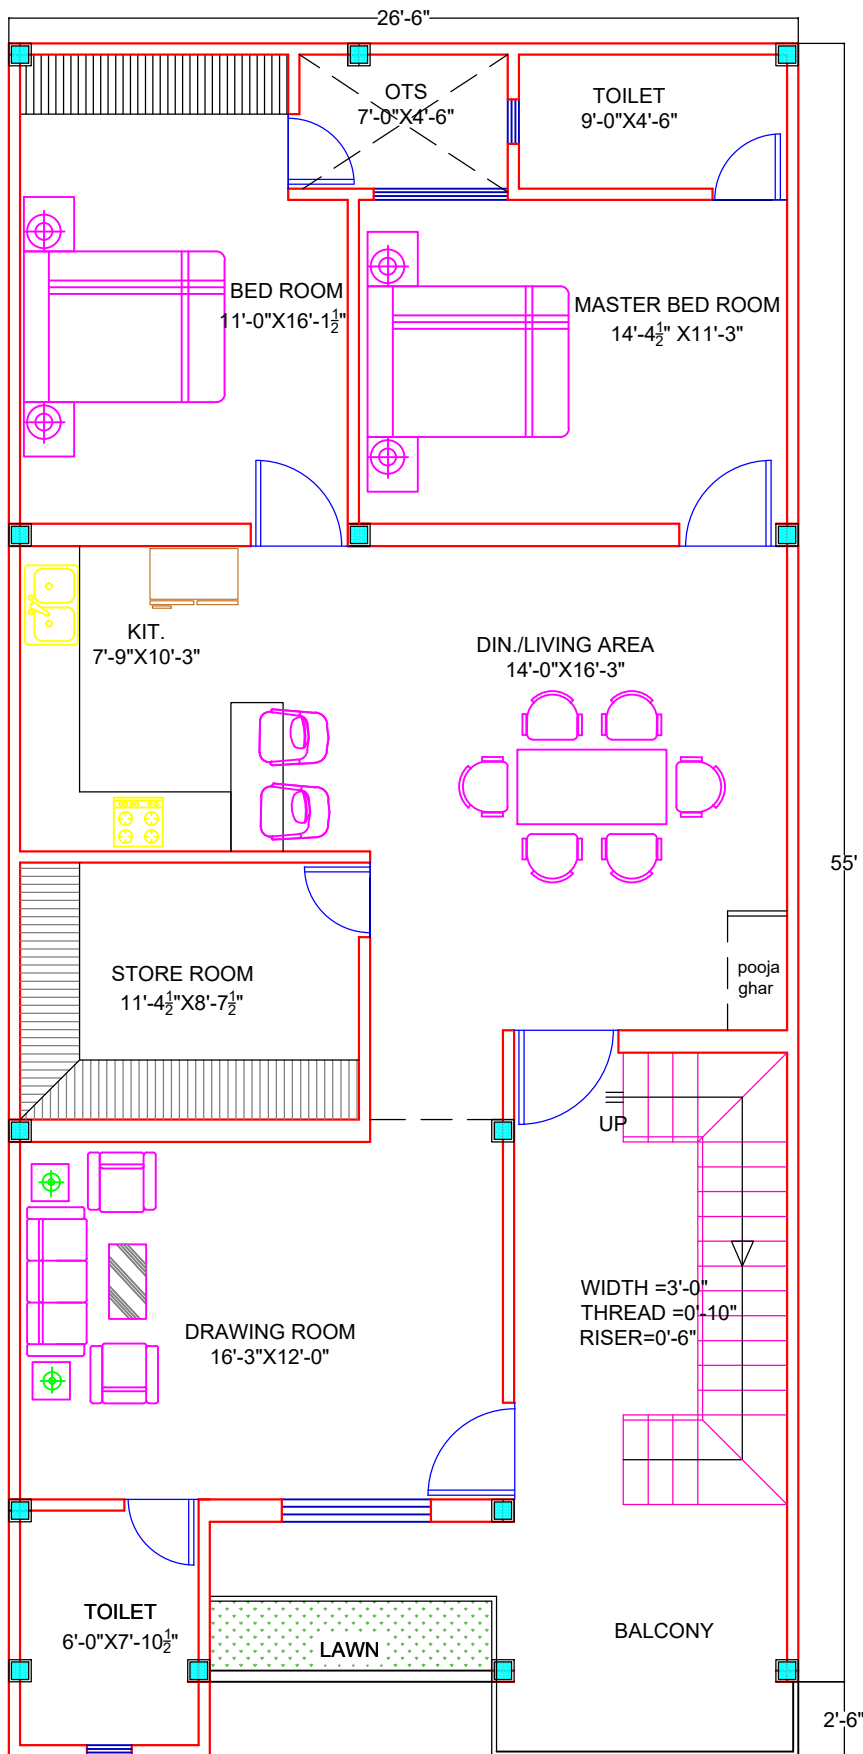 26'-6"
OTS
7'-0"X4'-6"
TOILET
9'-0"X4'-6"
BED ROOM
11'-0"X16'-1½"
MASTER BED ROOM
14'-4½" X11'-3"
KIT.
7'-9"X10'-3"
DIN./LIVING AREA
14'-0"X16'-3"
55'
STORE ROOM
11'-4½"X8'-7½"
pooja
ghar
UP
WIDTH =3'-0"
THREAD =0'-10"
RISER=0'-6"
DRAWING ROOM
16'-3"X12'-0"
TOILET
6'-0"X7'-10½"
LAWN
BALCONY
2'-6"